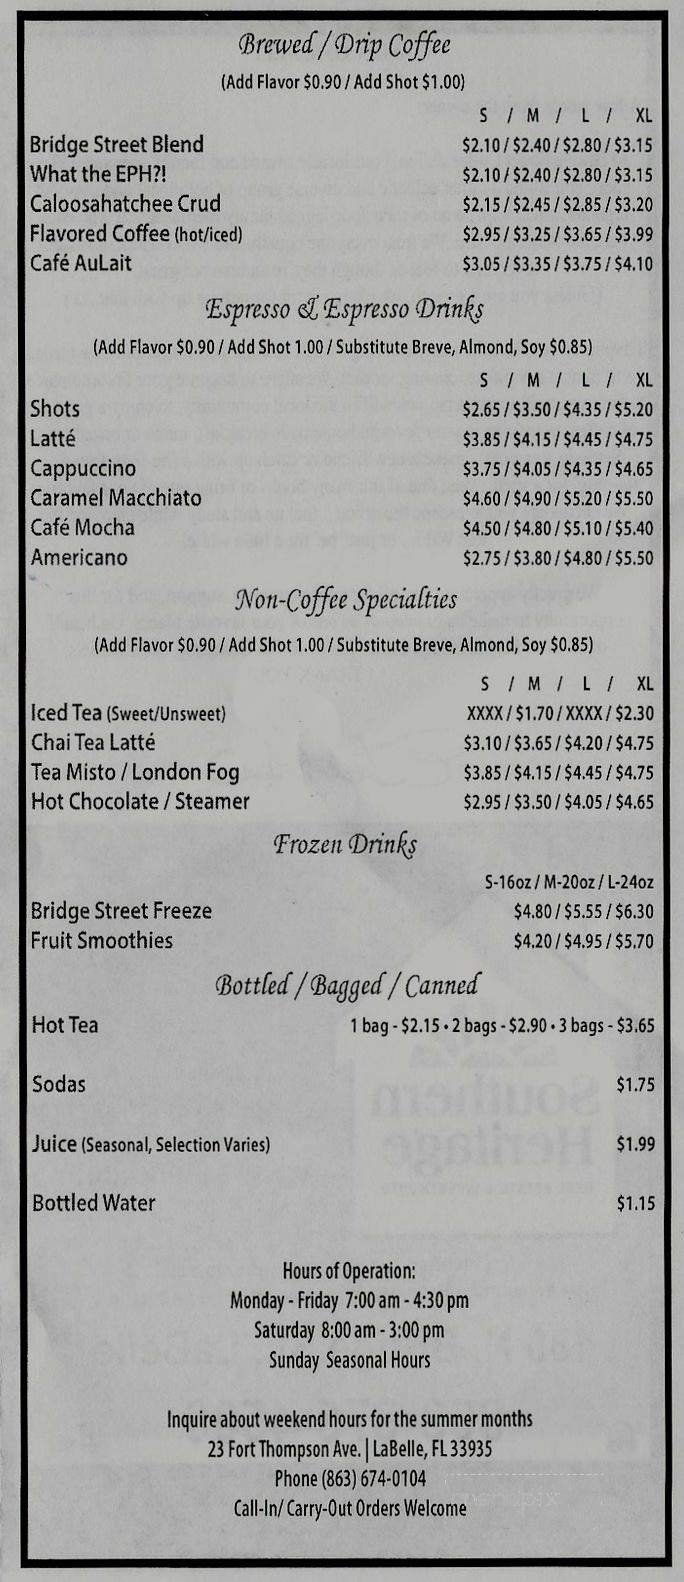 Brewed / Drip Coffee
(Add Flavor $0.90 / Add Shot $1.00)
S / M / L / XL
Bridge Street Blend $2.10 / $2.40 / $2.80 / $3.15
What the EPH?! $2.10 / $2.40 / $2.80 / $3.15
Caloosahatchee Crud $2.15 / $2.45 / $2.85 / $3.20
Flavored Coffee (hot/iced) $2.95 / $3.25 / $3.65 / $3.99
Café AuLait $3.05 / $3.35 / $3.75 / $4.10
Espresso & Espresso Drinks
(Add Flavor $0.90 / Add Shot 1.00 / Substitute Breve, Almond, Soy $0.85)
S / M / L / XL
Shots $2.65 / $3.50 / $4.35 / $5.20
Latté $3.85 / $4.15 / $4.45 / $4.75
Cappuccino $3.75 / $4.05 / $4.35 / $4.65
Caramel Macchiato $4.60 / $4.90 / $5.20 / $5.50
Café Mocha $4.50 / $4.80 / $5.10 / $5.40
Americano $2.75 / $3.80 / $4.80 / $5.50
Non-Coffee Specialties
(Add Flavor $0.90 / Add Shot 1.00 / Substitute Breve, Almond, Soy $0.85)
S / M / L / XL
Iced Tea (Sweet/Unsweet) XXXX / $1.70 / XXXX / $2.30
Chai Tea Latté $3.10 / $3.65 / $4.20 / $4.75
Tea Misto / London Fog $3.85 / $4.15 / $4.45 / $4.75
Hot Chocolate / Steamer $2.95 / $3.50 / $4.05 / $4.65
Frozen Drinks
S-16oz / M-20oz / L-24oz
Bridge Street Freeze $4.80 / $5.55 / $6.30
Fruit Smoothies $4.20 / $4.95 / $5.70
Bottled / Bagged / Canned
Hot Tea 1 bag - $2.15 • 2 bags - $2.90 • 3 bags - $3.65
Sodas $1.75
Juice (Seasonal, Selection Varies) $1.99
Bottled Water $1.15
Hours of Operation:
Monday - Friday 7:00 am - 4:30 pm
Saturday 8:00 am - 3:00 pm
Sunday Seasonal Hours
Inquire about weekend hours for the summer months
23 Fort Thompson Ave. | LaBelle, FL 33935
Phone (863) 674-0104
Call-In/ Carry-Out Orders Welcome